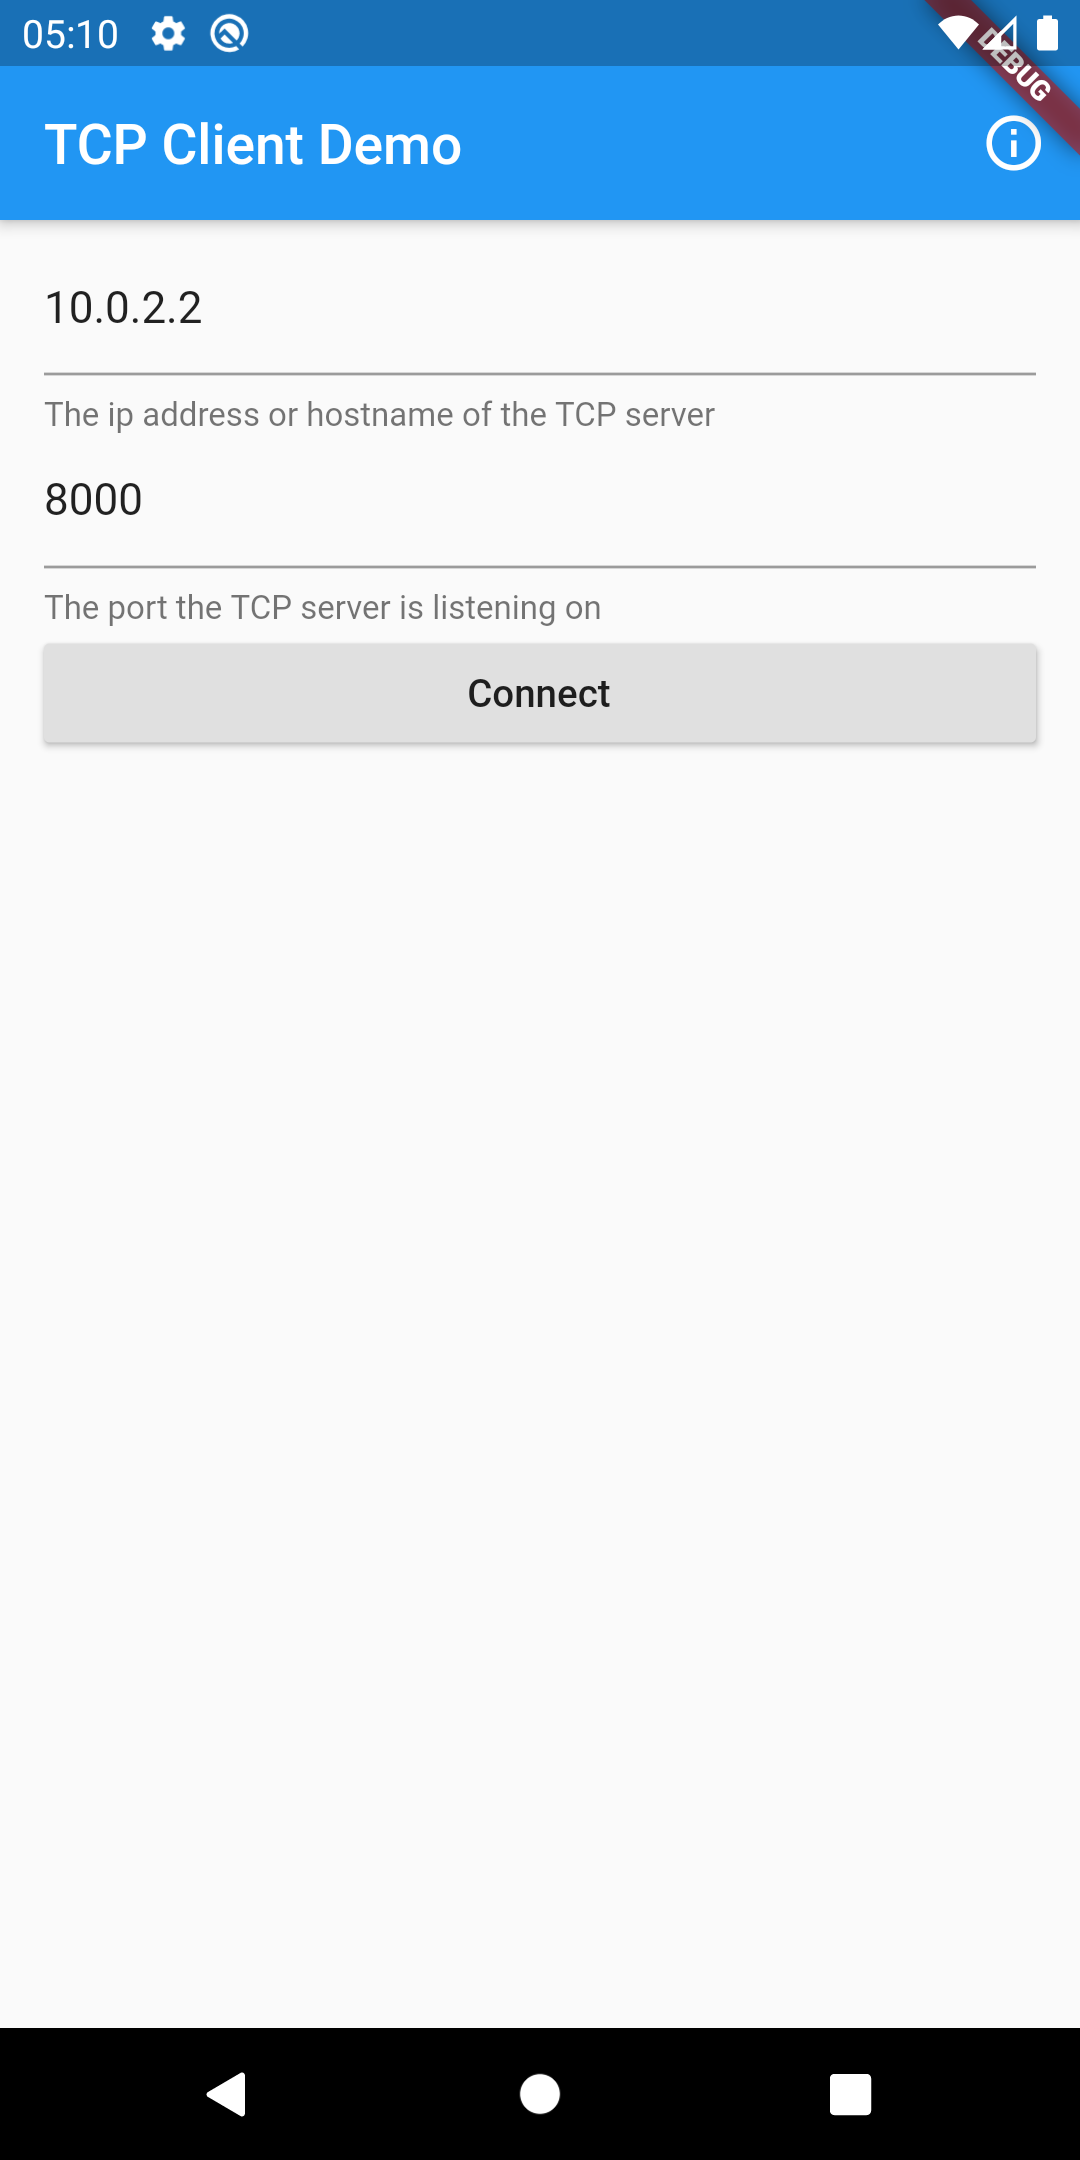 05:10
DEBUG
TCP Client Demo
10.0.2.2
The ip address or hostname of the TCP server
8000
The port the TCP server is listening on
Connect